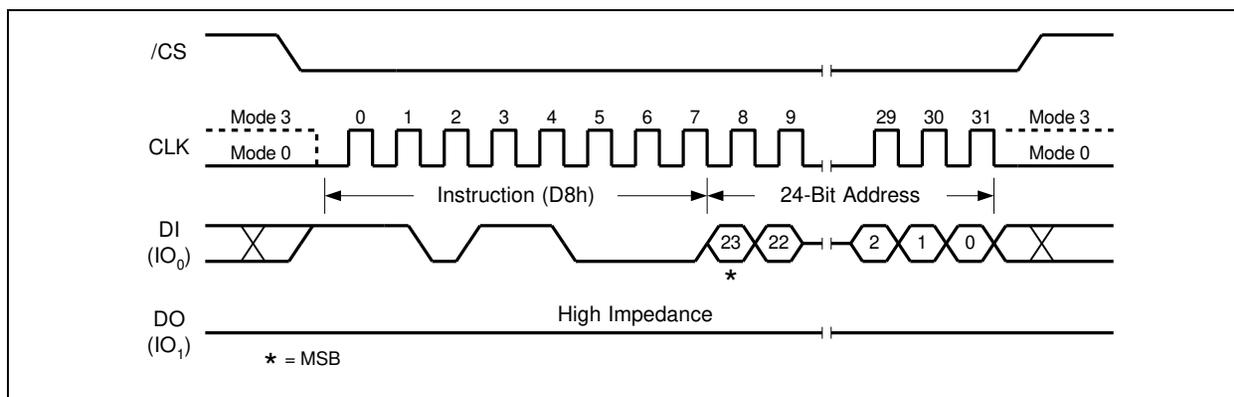 /CS
Mode 3 0 1 2 3 4 5 6 7 8 9 29 30 31 Mode 3
CLK
Mode 0 Mode 0
Instruction (D8h) 24-Bit Address
DI
(IO0)
23 22 2 1 0
*
High Impedance
DO
(IO1)
* = MSB